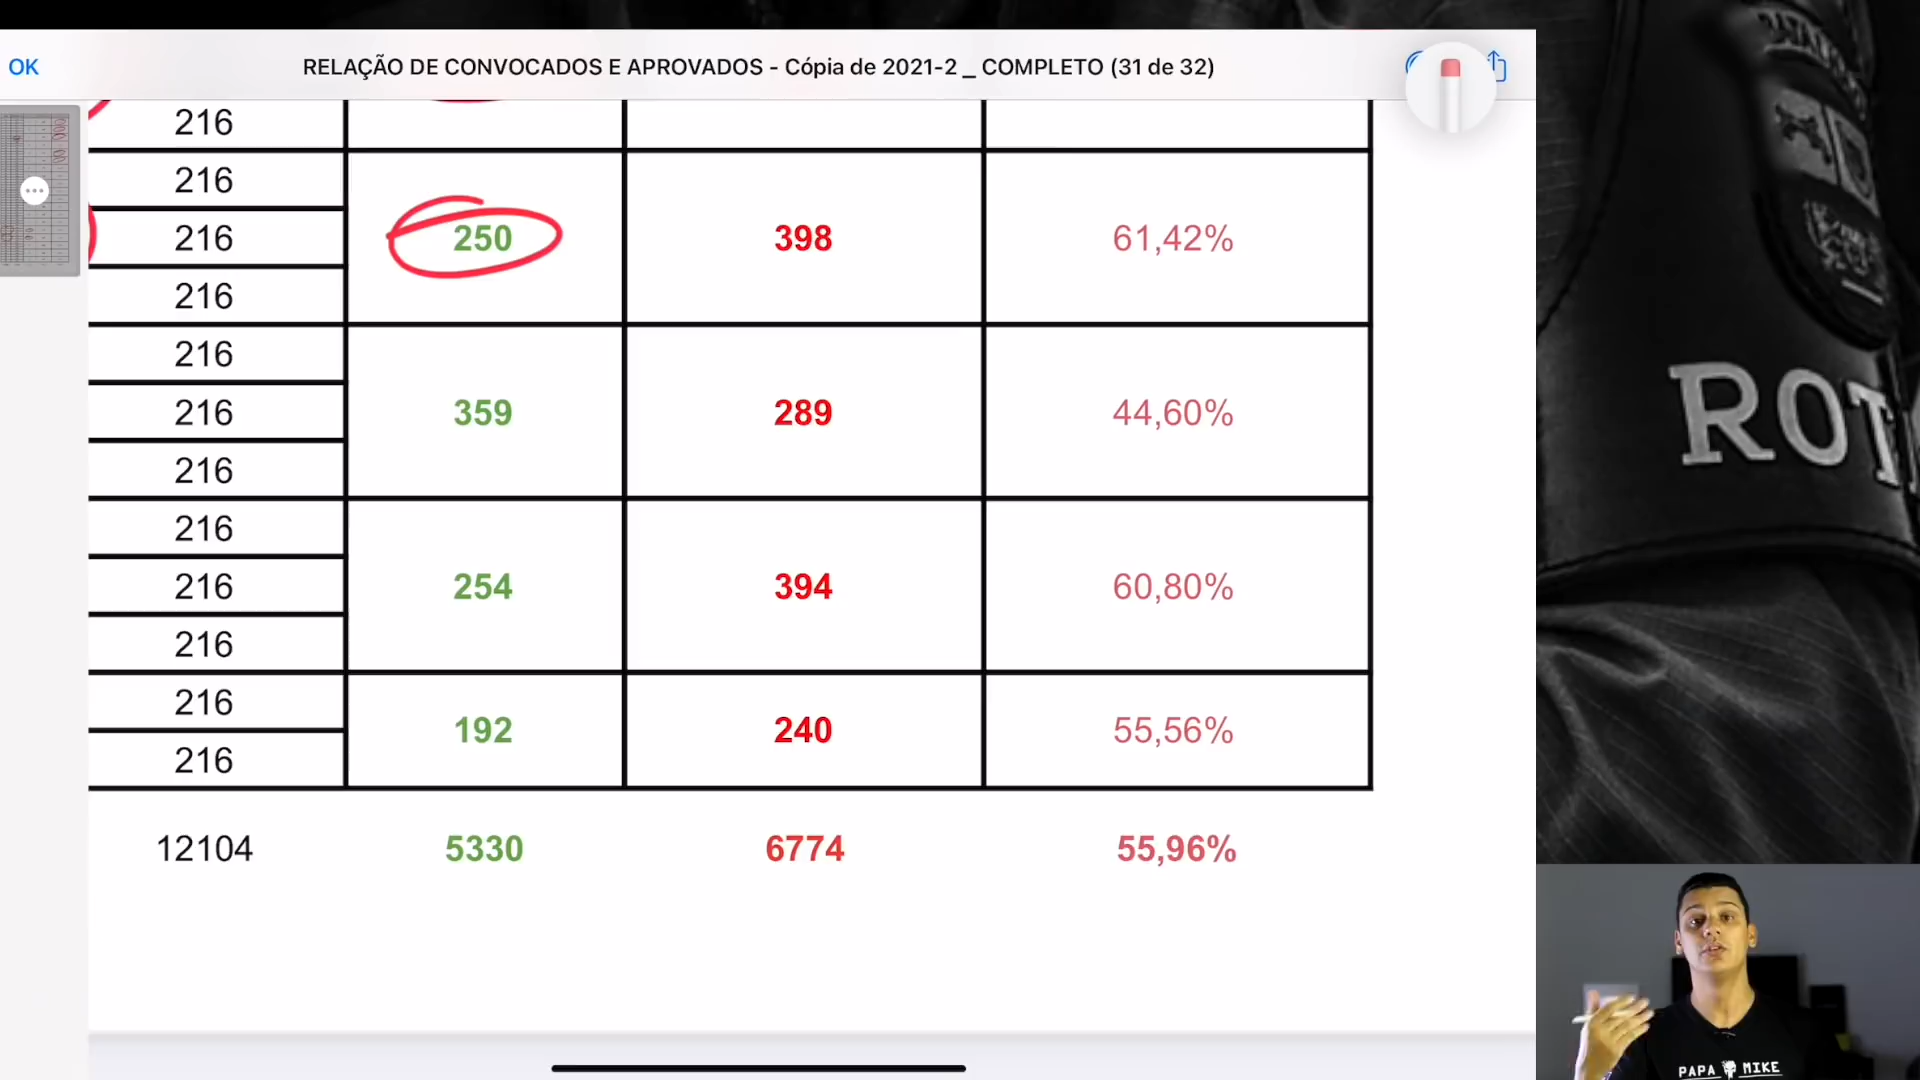 OK
RELAÇÃO DE CONVOCADOS E APROVADOS - Cópia de 2021-2 _ COMPLETO (31 de 32)
216
216
216 250 398 61,42%
216
216
216 359 289 44,60%
216
216
216 254 394 60,80%
216
216
192 240 55,56%
216
12104 5330 6774 55,96%
PAPA MIKE